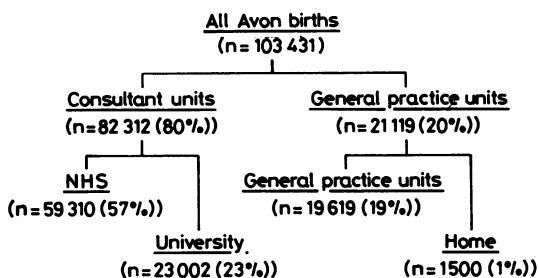 All Avon births
(n=103 431)
Consultant units
(n=82 312 (80%))
General practice units
(n=21 119 (20%))
NHS
(n=59 310 (57%))
General practice units
(n=19 619 (19%))
University
(n=23 002 (23%))
Home
(n=1500 (1%))